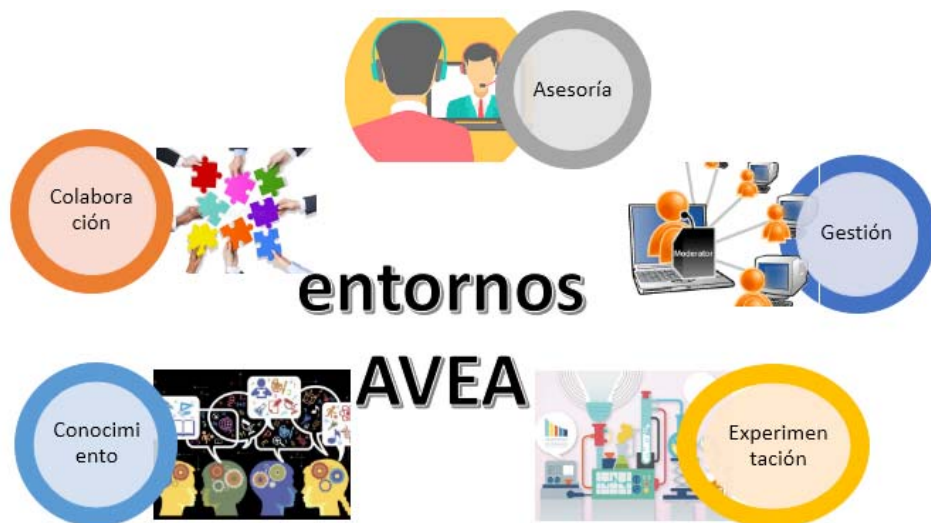 Asesoría
Colabora
ción
Gestión
Moderator
entornos
AVEA
Conocimi
ento
Experimen
tación